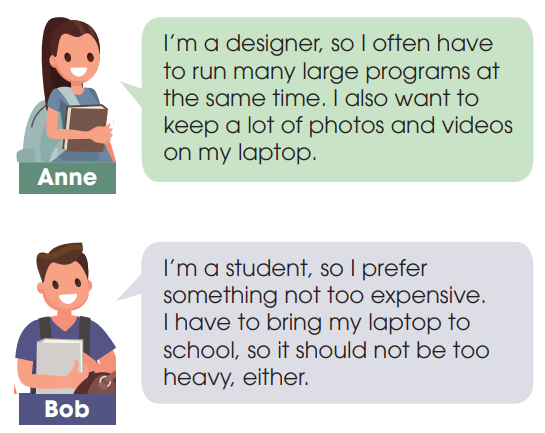 I'm a designer, so I often have
to run many large programs at
the same time. I also want to
keep a lot of photos and videos
on my laptop.
Anne
I'm a student, so I prefer
something not too expensive.
I have to bring my laptop to
school, so it should not be too
heavy, either.
Bob